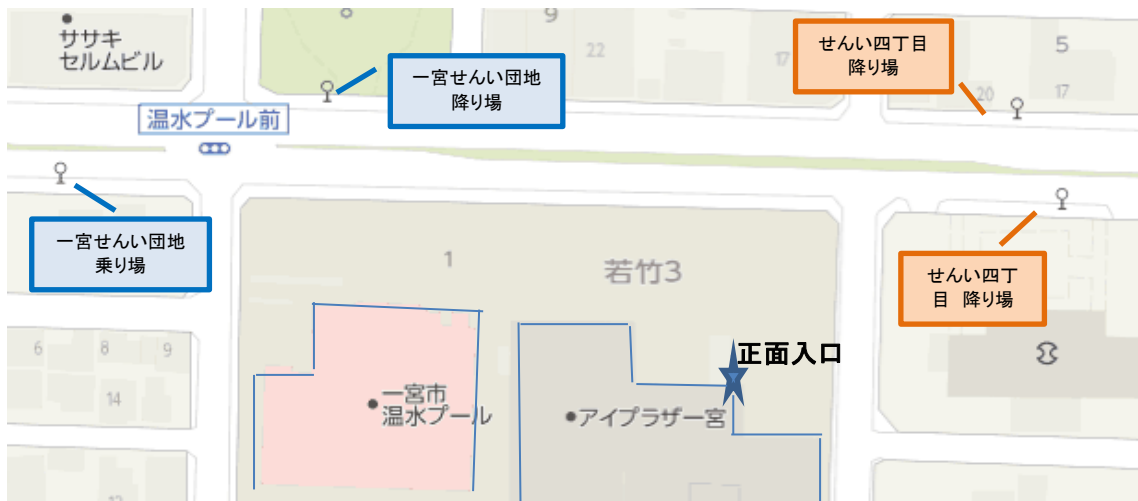 8
9
ササキ
セルムビル
22
17
5
20
17
一宮せんい団地
降り場
せんい四丁目
降り場
温水プール前
一宮せんい団地
乗り場
1
若竹3
せんい四丁
目 降り場
正面入口
6
8
9
14
一宮市
温水プール
アイプラザ一宮